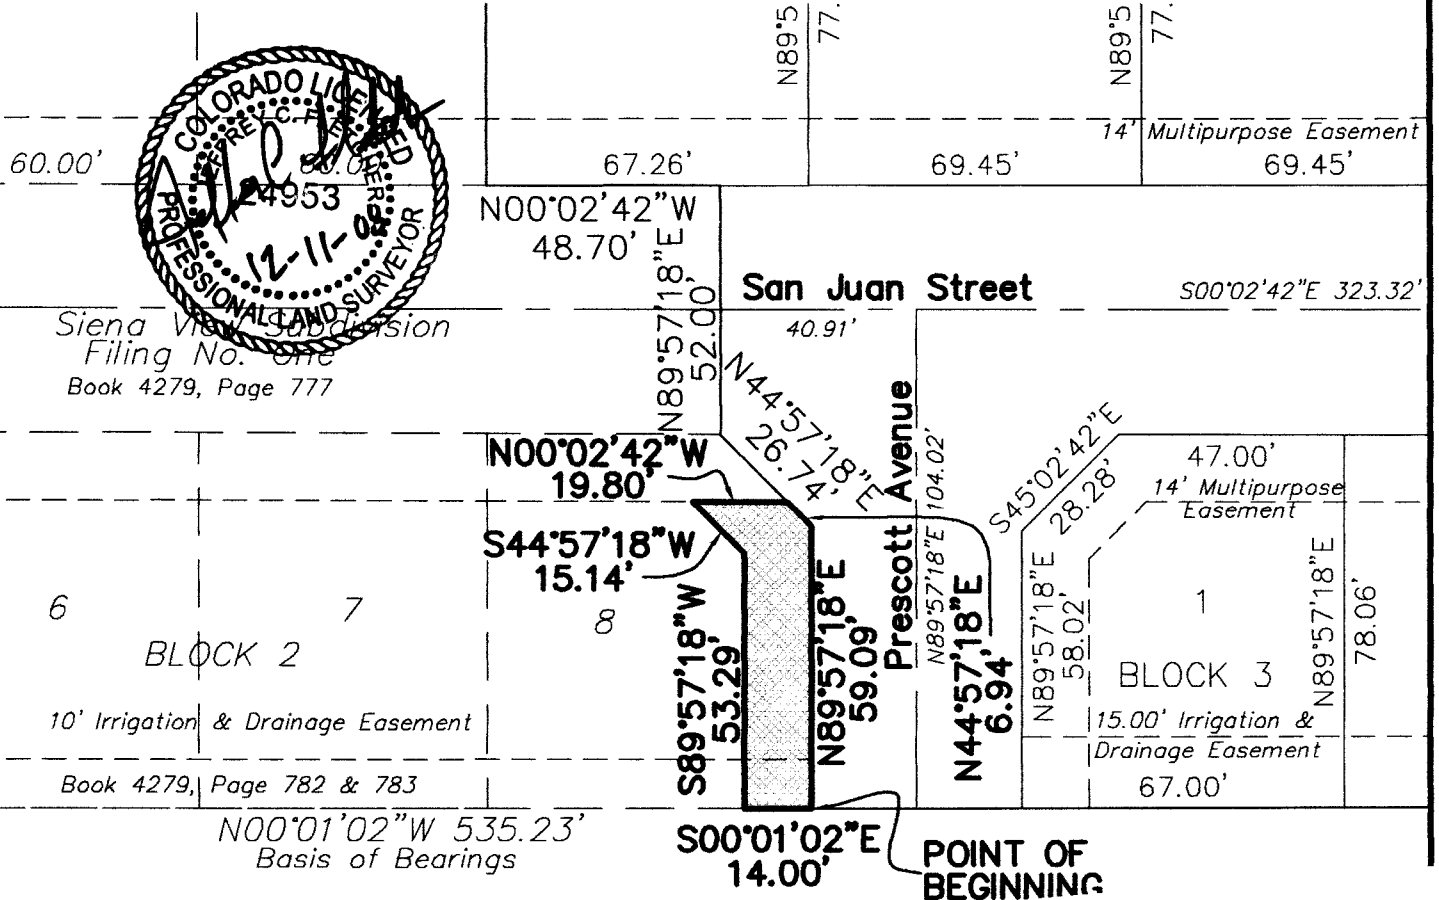 N89°5
77.
N89°5
77.
14' Multipurpose Easement
60.00'
67.26'
69.45'
69.45'
COLORADO LICENSED
24953
12-11-
PROFESSIONAL LAND SURVEYOR
N00°02'42"W
48.70'
N89°57'18"E
52.00'
San Juan Street
S00°02'42"E 323.32'
40.91'
Siena View Subdivision
Filing No. One
Book 4279, Page 777
N44°57'18"E
26.74'
Prescott Avenue
N89°57'18"E 104.02'
S45°02'42"E
28.28'
47.00'
14' Multipurpose
Easement
N00°02'42"W
19.80'
S44°57'18"W
15.14'
S89°57'18"W
53.29'
N89°57'18"E
59.09'
N44°57'18"E
6.94'
N89°57'18"E
58.02'
N89°57'18"E
78.06'
6
7
8
1
BLOCK 2
BLOCK 3
10' Irrigation & Drainage Easement
15.00' Irrigation &
Drainage Easement
Book 4279, Page 782 & 783
67.00'
N00°01'02"W 535.23'
Basis of Bearings
S00°01'02"E
14.00'
POINT OF
BEGINNING